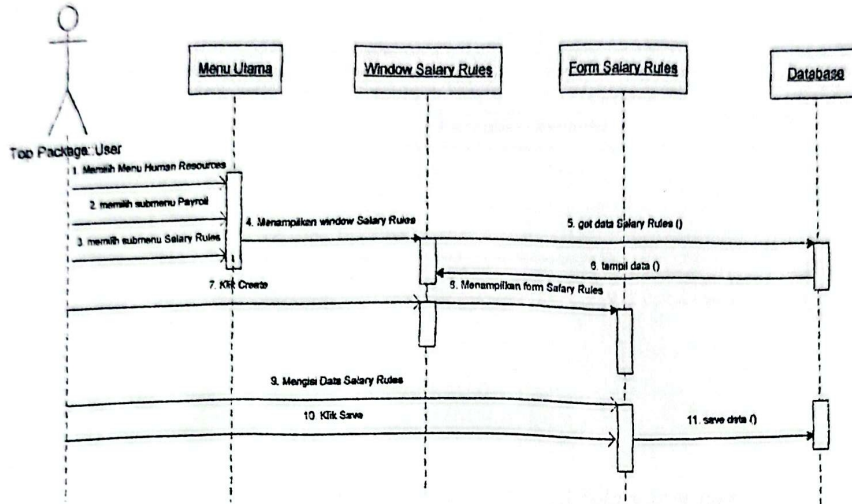 Menu Utama
Window Salary Rules
Form Salary Rules
Database
Top Package::User
1. Memilih Menu Human Resources
2. memilih submenu Payroll
3. memilih submenu Salary Rules
4. Menampilkan window Salary Rules
5. get data Salary Rules ()
6. tampil data ()
7. Klik Create
8. Menampilkan form Salary Rules
9. Mengisi Data Salary Rules
10. Klik Save
11. save data ()